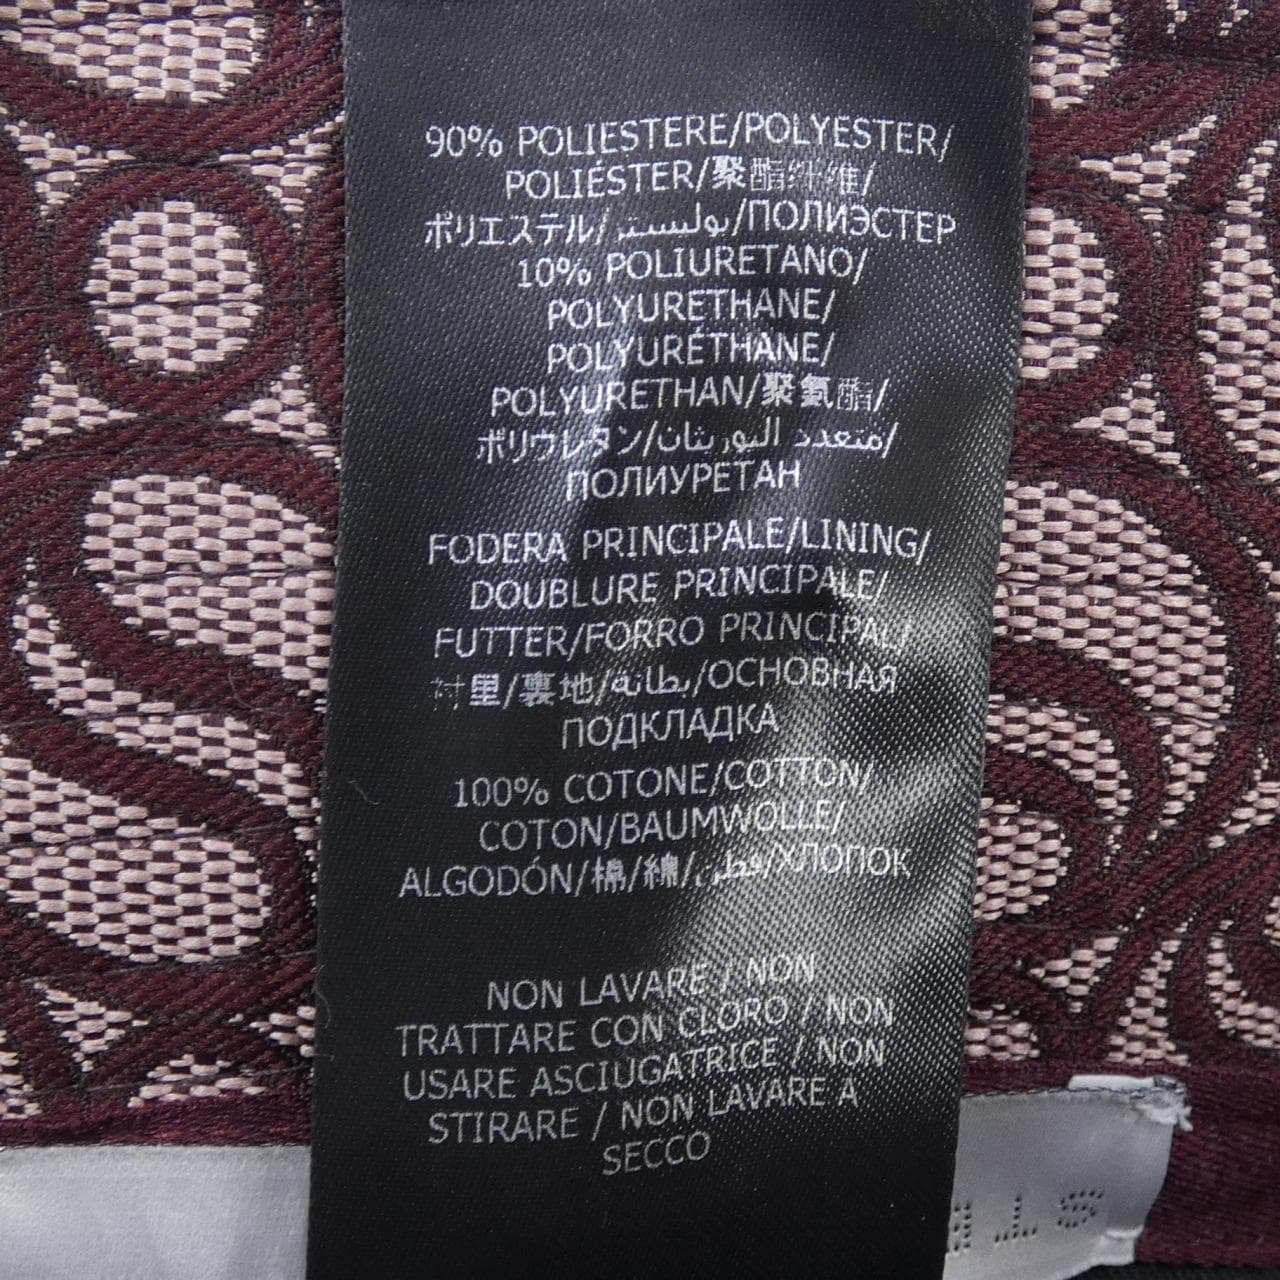 90% POLIESTERE/POLYESTER/
POLIÉSTER/聚酯纤维/
ポリエステル/بوليستر/ПОЛИЭСТЕР
10% POLIURETANO/
POLYURETHANE/
POLYURÉTHANE/
POLYURETHAN/聚氨酯/
ポリウレタン/متعدد اليوريثان/
ПОЛИУРЕТАН
FODERA PRINCIPALE/LINING/
DOUBLURE PRINCIPALE/
FUTTER/FORRO PRINCIPAL/
衬里/裏地/بطانة/ОСНОВНАЯ
ПОДКЛАДКА
100% COTONE/COTTON/
COTON/BAUMWOLLE/
ALGODÓN/棉/綿/قطن/ХЛОПОК
NON LAVARE / NON
TRATTARE CON CLORO / NON
USARE ASCIUGATRICE / NON
STIRARE / NON LAVARE A
SECCO